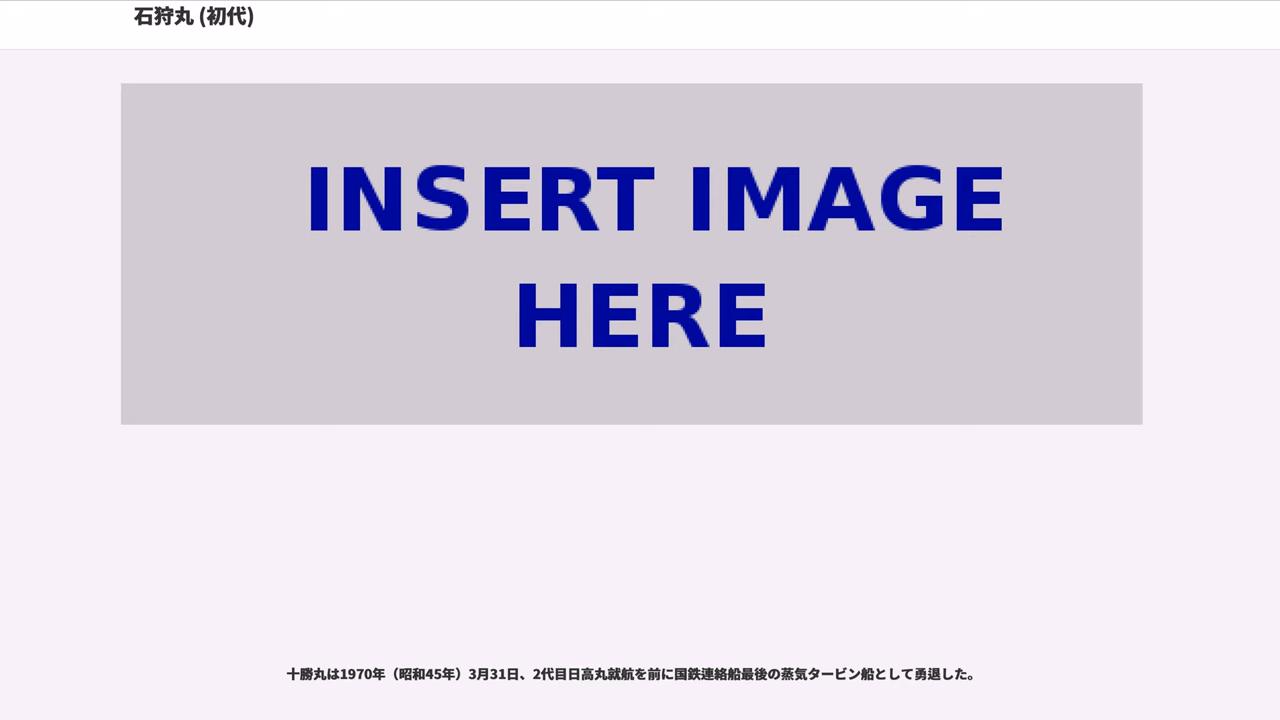 石狩丸 (初代)
INSERT IMAGE
HERE
十勝丸は1970年（昭和45年）3月31日、2代目日高丸就航を前に国鉄連絡船最後の蒸気タービン船として勇退した。